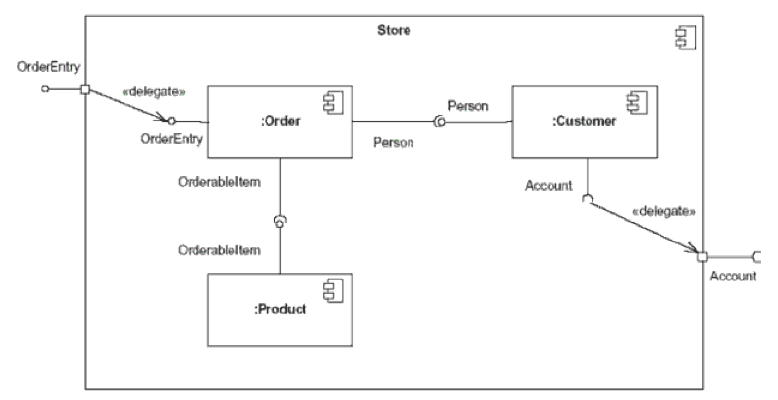 Store
OrderEntry
«delegate»
OrderEntry
:Order
Person
Person
:Customer
OrderableItem
Account
«delegate»
OrderableItem
Account
:Product